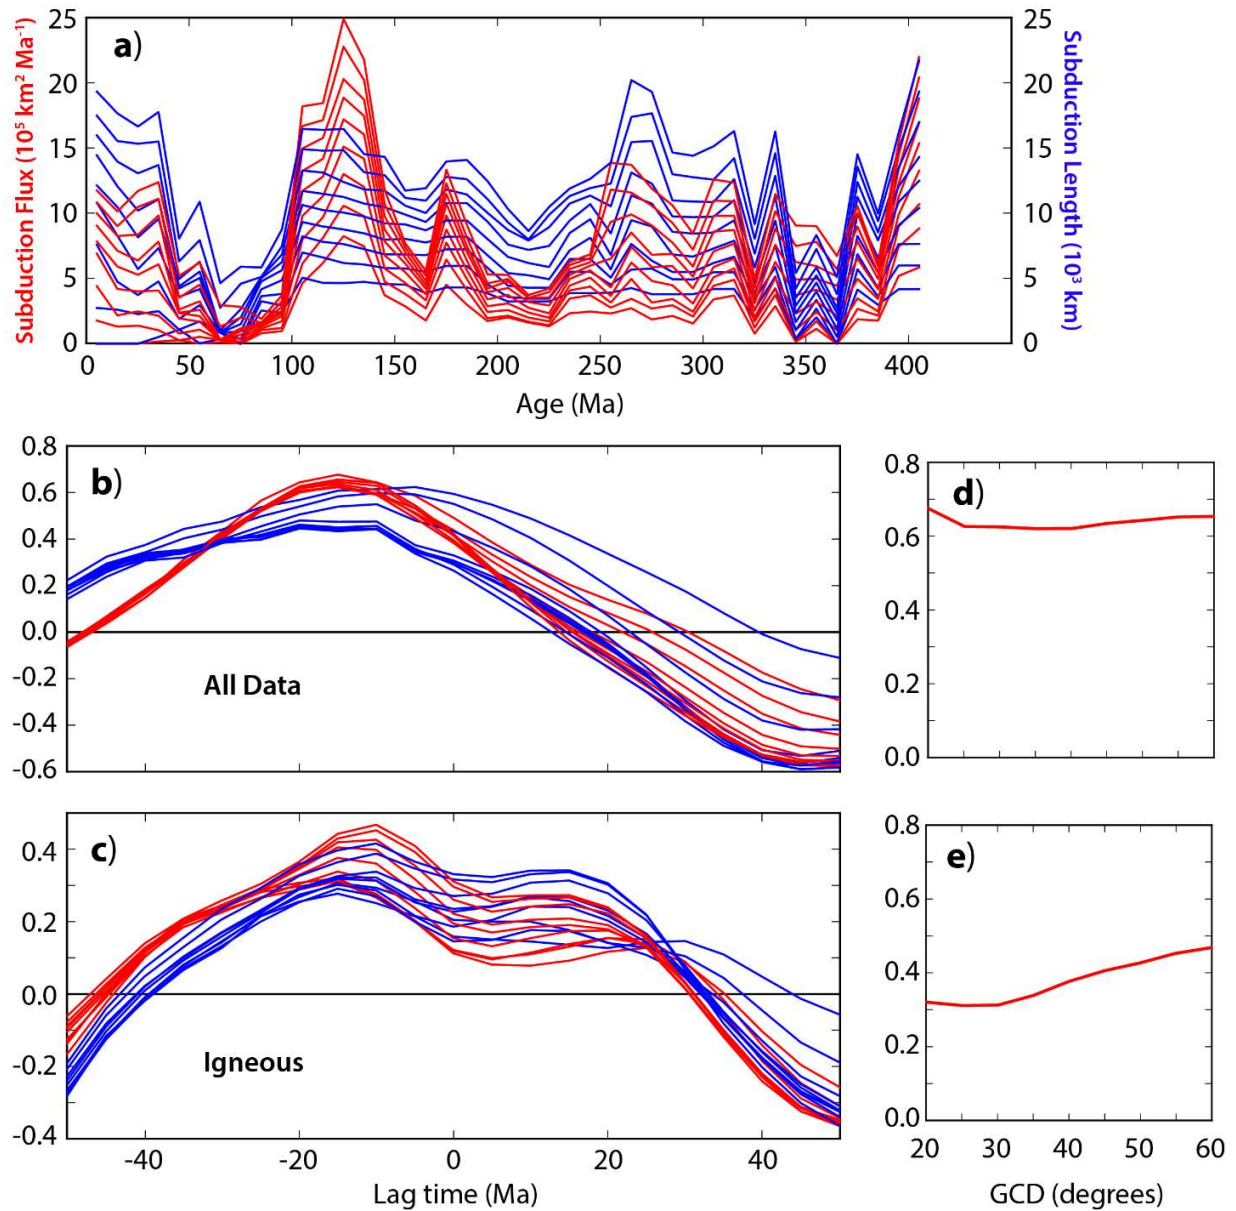 a)
Subduction Flux (10⁵ km² Ma⁻¹)
25
20
15
10
5
0
25
20
15
10
5
0
Subduction Length (10³ km)
0 50 100 150 200 250 300 350 400
Age (Ma)
b)
0.8
0.6
0.4
0.2
0.0
-0.2
-0.4
-0.6
All Data
d)
0.8
0.6
0.4
0.2
0.0
c)
0.4
0.2
0.0
-0.2
-0.4
Igneous
-40 -20 0 20 40
Lag time (Ma)
e)
0.8
0.6
0.4
0.2
0.0
20 30 40 50 60
GCD (degrees)